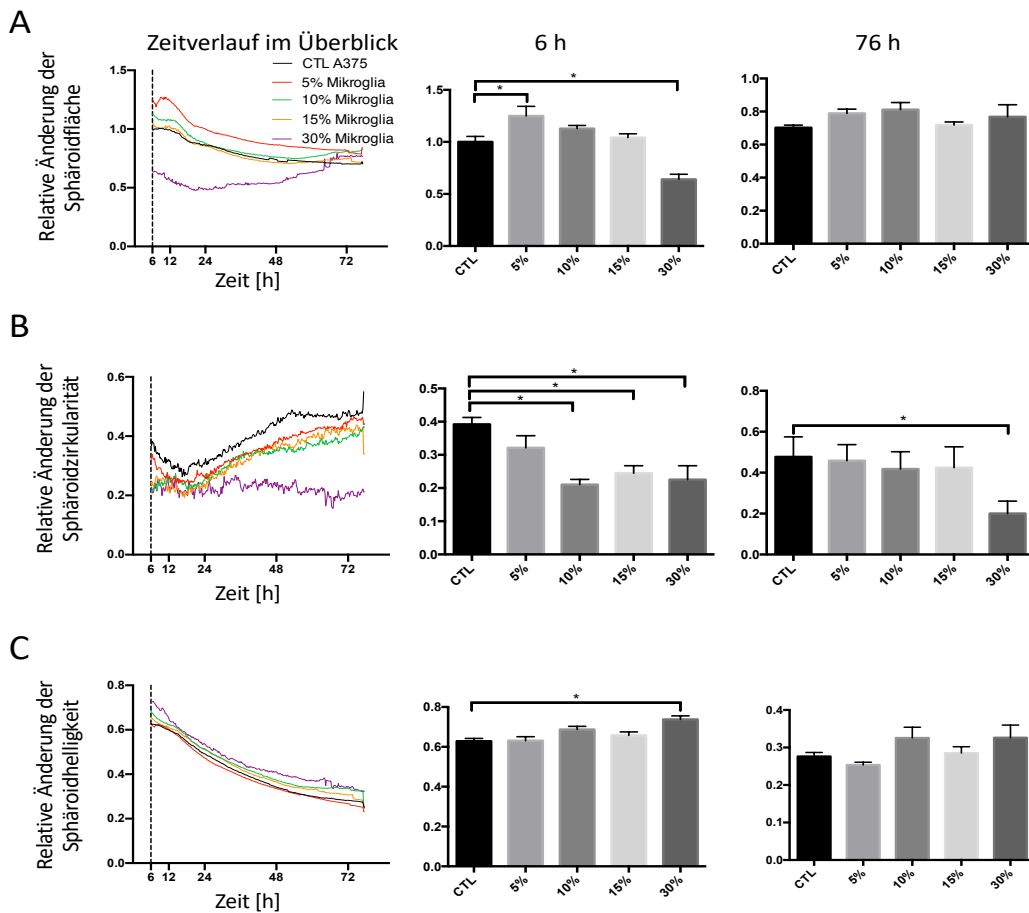 A
Zeitverlauf im Überblick
6 h
76 h
Relative Änderung der
Sphäroidfläche
1.5
1.0
0.5
0.0
6 12 24 48 72
Zeit [h]
CTL A375
5% Mikroglia
10% Mikroglia
15% Mikroglia
30% Mikroglia
1.5
1.0
0.5
0.0
* *
CTL 5% 10% 15% 30%
1.0
0.8
0.6
0.4
0.2
0.0
CTL 5% 10% 15% 30%
B
Relative Änderung der
Sphäroidzirkularität
0.6
0.4
0.2
0.0
6 12 24 48 72
Zeit [h]
0.5
0.4
0.3
0.2
0.1
0.0
*
*
*
CTL 5% 10% 15% 30%
0.8
0.6
0.4
0.2
0.0
*
CTL 5% 10% 15% 30%
C
Relative Änderung der
Sphäroidhelligkeit
0.8
0.6
0.4
0.2
0.0
6 12 24 48 72
Zeit [h]
0.8
0.6
0.4
0.2
0.0
*
CTL 5% 10% 15% 30%
0.4
0.3
0.2
0.1
0.0
CTL 5% 10% 15% 30%